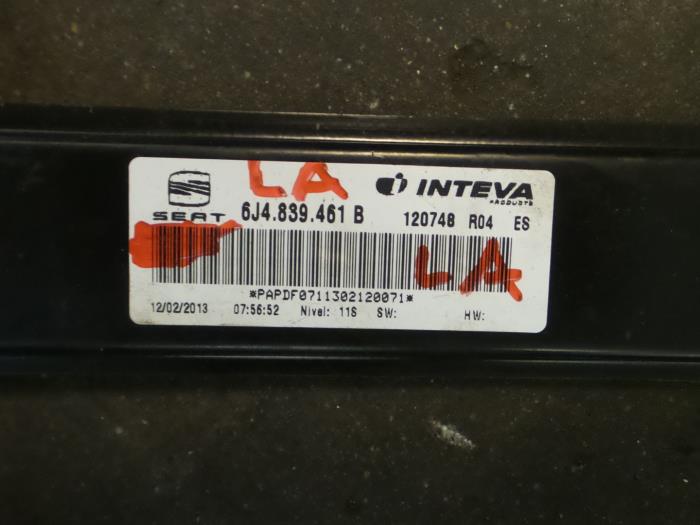 LA
INTEVA
PRODUCTS
SEAT
6J4.839.461 B
120748 R04 ES
LA
*PAPDF0711302120071*
12/02/2013 07:56:52 Nivel: 11S SW: HW: